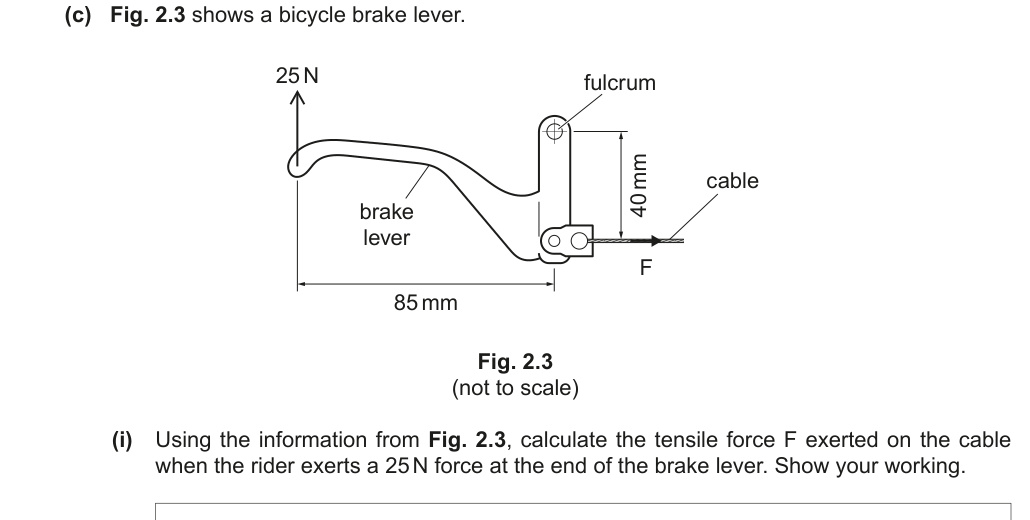 (c) Fig. 2.3 shows a bicycle brake lever.
25 N
fulcrum
40 mm
cable
brake
lever
F
85 mm
Fig. 2.3
(not to scale)
(i) Using the information from Fig. 2.3, calculate the tensile force F exerted on the cable
when the rider exerts a 25 N force at the end of the brake lever. Show your working.